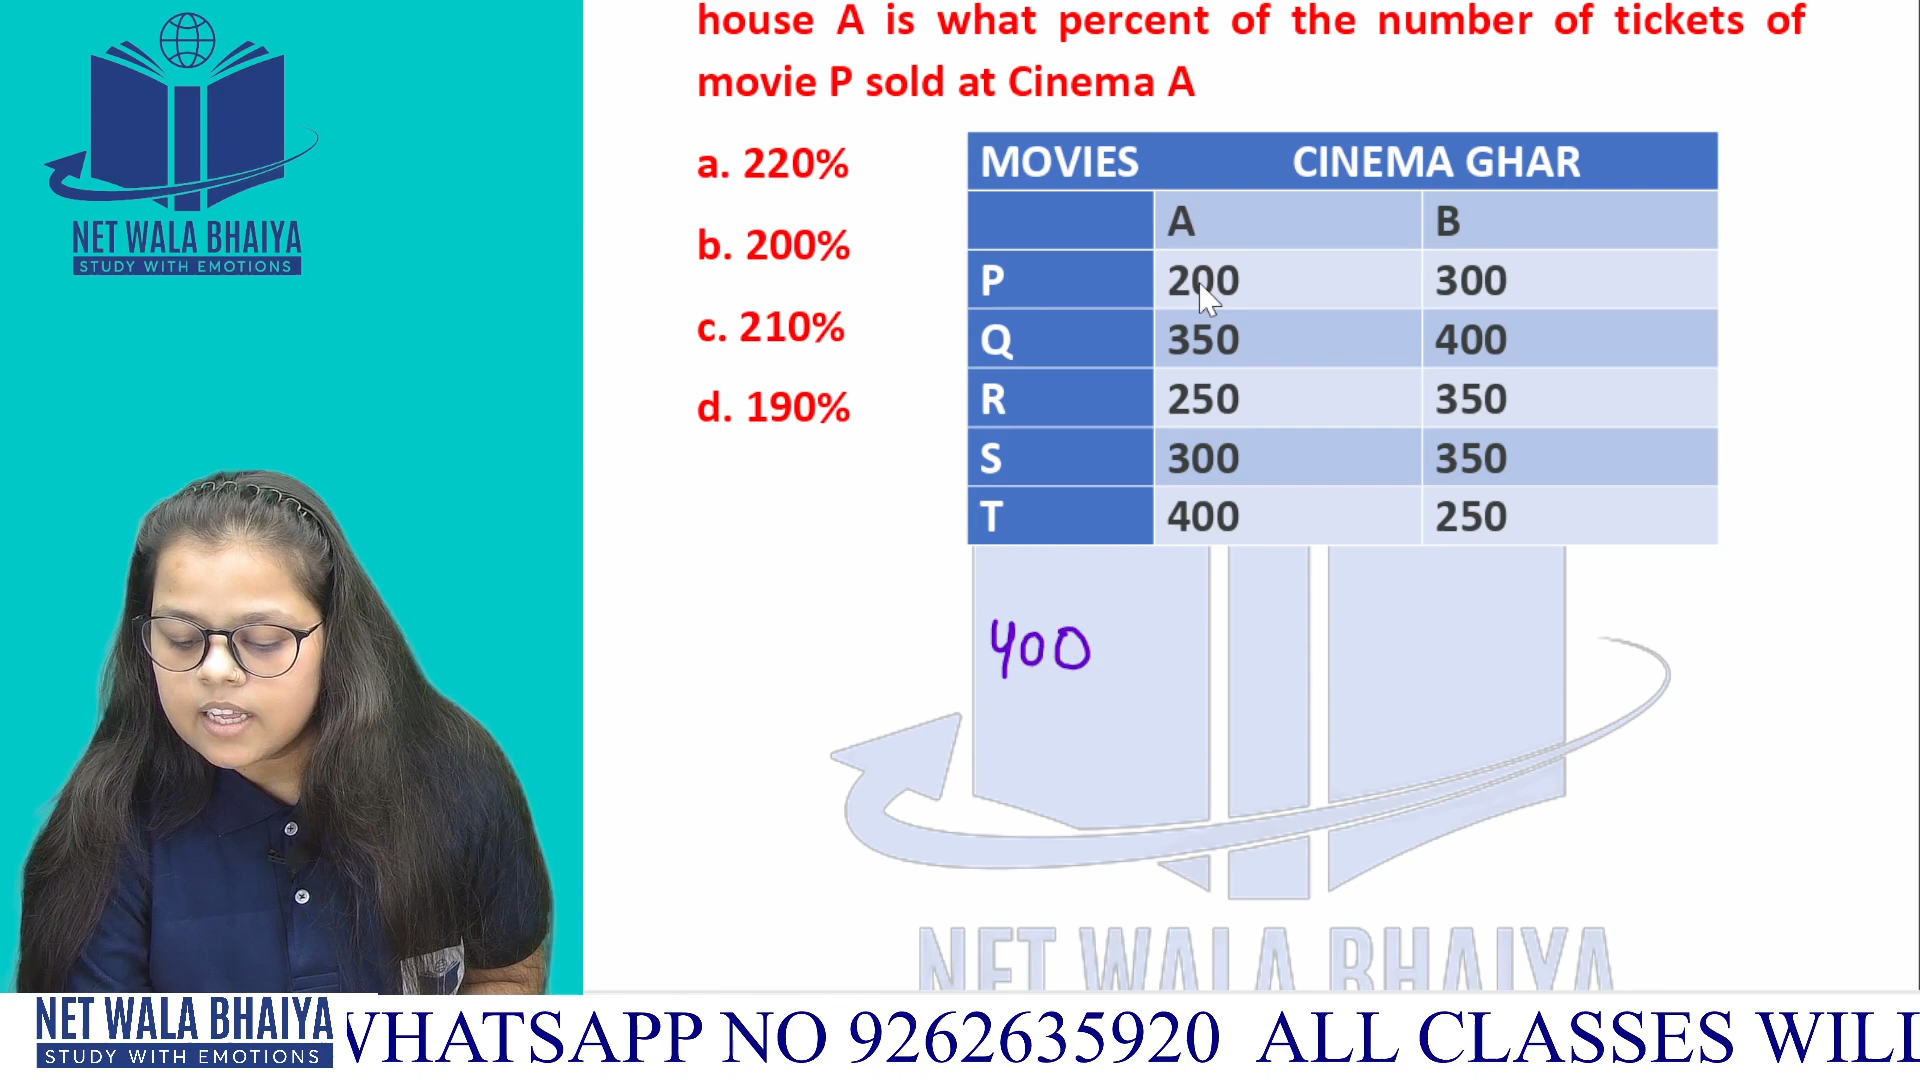 house A is what percent of the number of tickets of
movie P sold at Cinema A
a. 220%
b. 200%
c. 210%
d. 190%
MOVIES CINEMA GHAR
A B
P 200 300
Q 350 400
R 250 350
S 300 350
T 400 250
400
NET WALA BHAIYA
NET WALA BHAIYA
STUDY WITH EMOTIONS
NET WALA BHAIYA
STUDY WITH EMOTIONS
WHATSAPP NO 9262635920 ALL CLASSES WILL